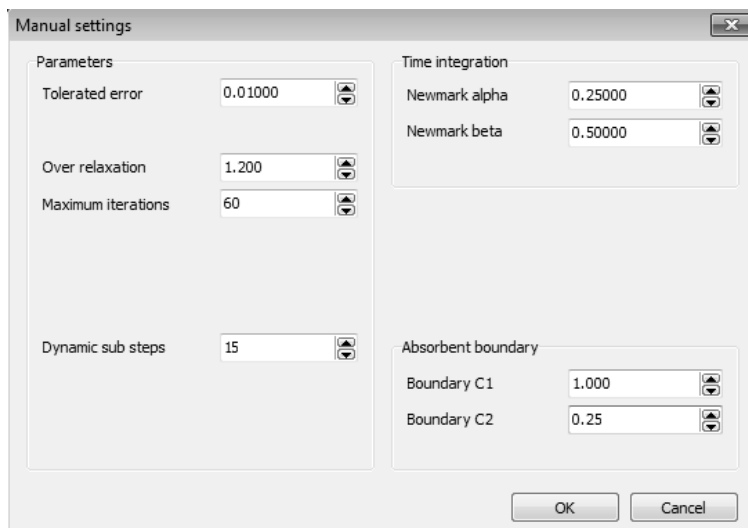 Manual settings
Parameters
Tolerated error 0.01000
Over relaxation 1.200
Maximum iterations 60
Dynamic sub steps 15
Time integration
Newmark alpha 0.25000
Newmark beta 0.50000
Absorbent boundary
Boundary C1 1.000
Boundary C2 0.25
OK Cancel